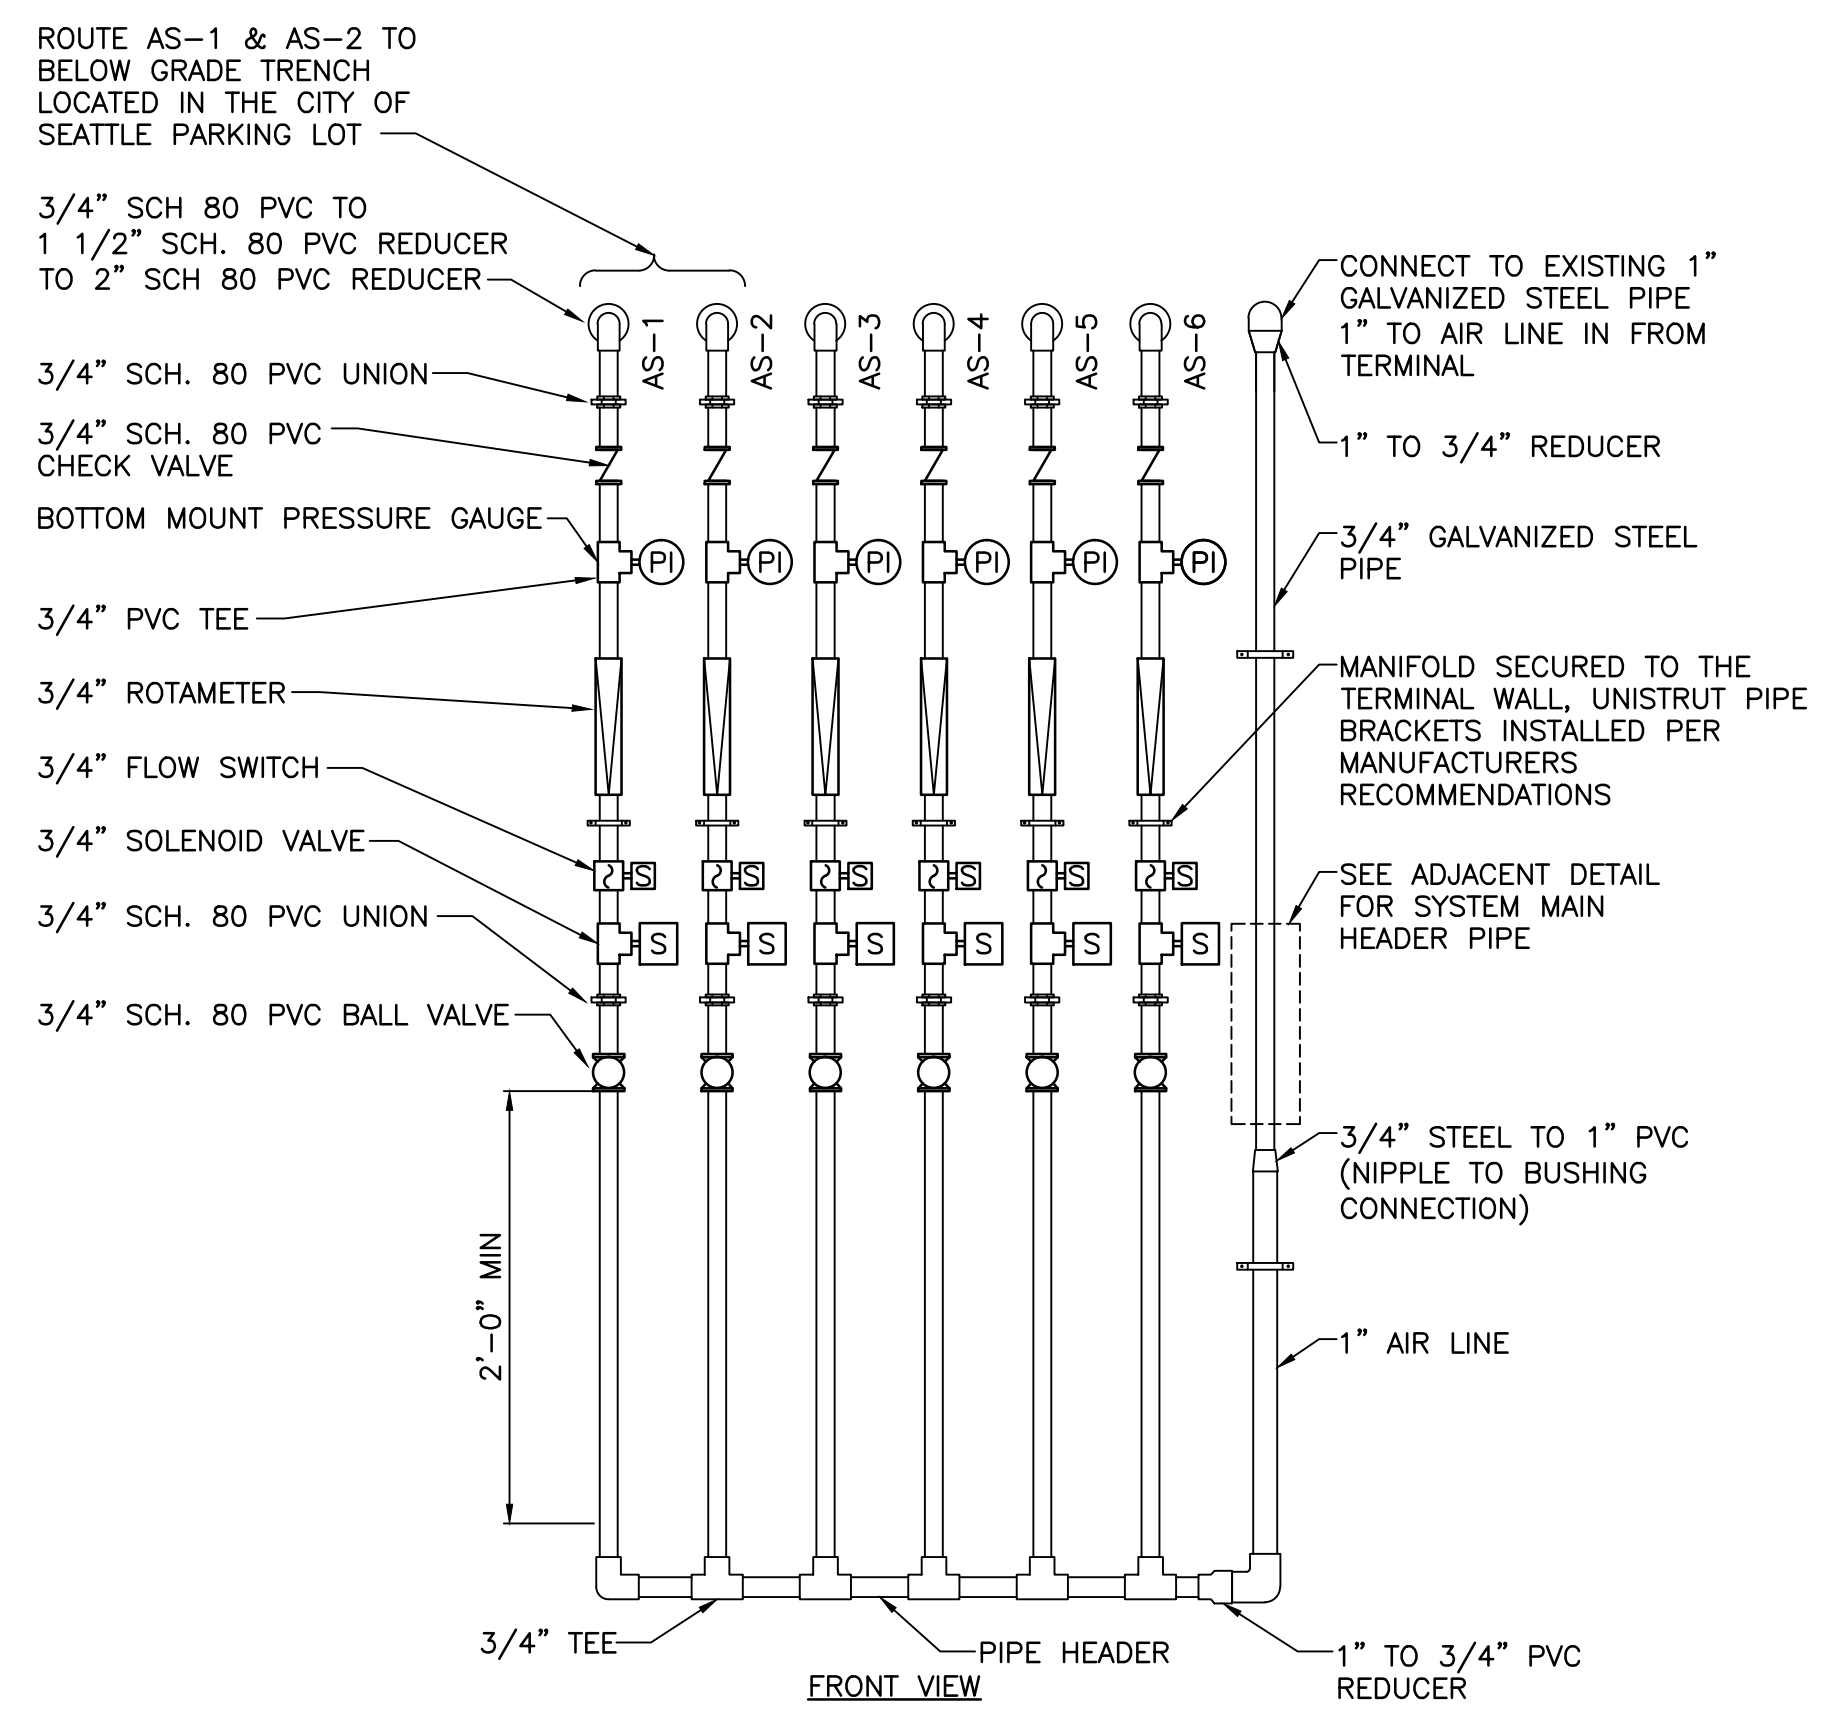 ROUTE AS-1 & AS-2 TO
BELOW GRADE TRENCH
LOCATED IN THE CITY OF
SEATTLE PARKING LOT
3/4" SCH 80 PVC TO
1 1/2" SCH. 80 PVC REDUCER
TO 2" SCH 80 PVC REDUCER
3/4" SCH. 80 PVC UNION
3/4" SCH. 80 PVC
CHECK VALVE
BOTTOM MOUNT PRESSURE GAUGE
3/4" PVC TEE
3/4" ROTAMETER
3/4" FLOW SWITCH
3/4" SOLENOID VALVE
3/4" SCH. 80 PVC UNION
3/4" SCH. 80 PVC BALL VALVE
2'-0" MIN
AS-1
AS-2
AS-3
AS-4
AS-5
AS-6
PI PI PI PI PI PI
S S S S S S
S S S S S S
CONNECT TO EXISTING 1"
GALVANIZED STEEL PIPE
1" TO AIR LINE IN FROM
TERMINAL
1" TO 3/4" REDUCER
3/4" GALVANIZED STEEL
PIPE
MANIFOLD SECURED TO THE
TERMINAL WALL, UNISTRUT PIPE
BRACKETS INSTALLED PER
MANUFACTURERS
RECOMMENDATIONS
SEE ADJACENT DETAIL
FOR SYSTEM MAIN
HEADER PIPE
3/4" STEEL TO 1" PVC
(NIPPLE TO BUSHING
CONNECTION)
1" AIR LINE
3/4" TEE
PIPE HEADER
1" TO 3/4" PVC
REDUCER
FRONT VIEW